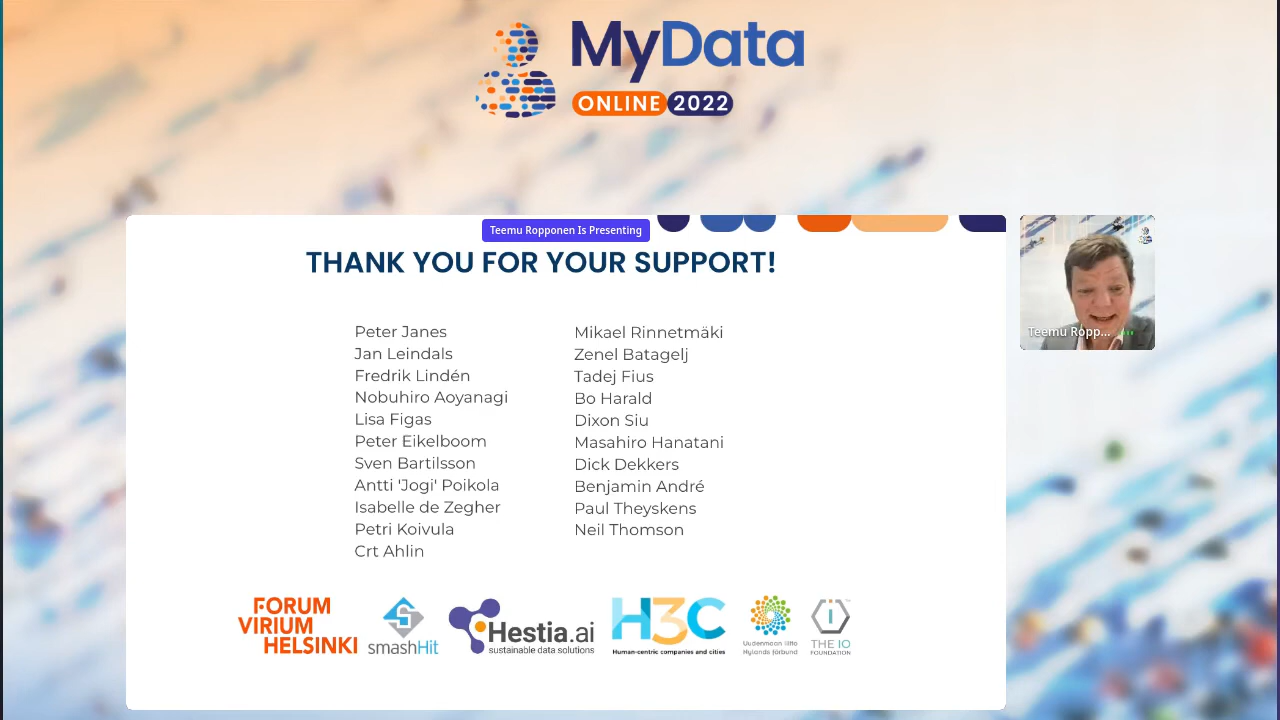 MyData
ONLINE 2022
Teemu Ropponen Is Presenting
THANK YOU FOR YOUR SUPPORT!
Peter Janes
Jan Leindals
Fredrik Lindén
Nobuhiro Aoyanagi
Lisa Figas
Peter Eikelboom
Sven Bartilsson
Antti 'Jogi' Poikola
Isabelle de Zegher
Petri Koivula
Crt Ahlin
Mikael Rinnetmäki
Zenel Batagelj
Tadej Fius
Bo Harald
Dixon Siu
Masahiro Hanatani
Dick Dekkers
Benjamin André
Paul Theyskens
Neil Thomson
Teemu Ropp...
FORUM
VIRIUM
HELSINKI
smashHit
Hestia.ai
sustainable data solutions
H3C
Human-centric companies and cities
Uudenmaan liitto
Nylands förbund
THE IO
FOUNDATION